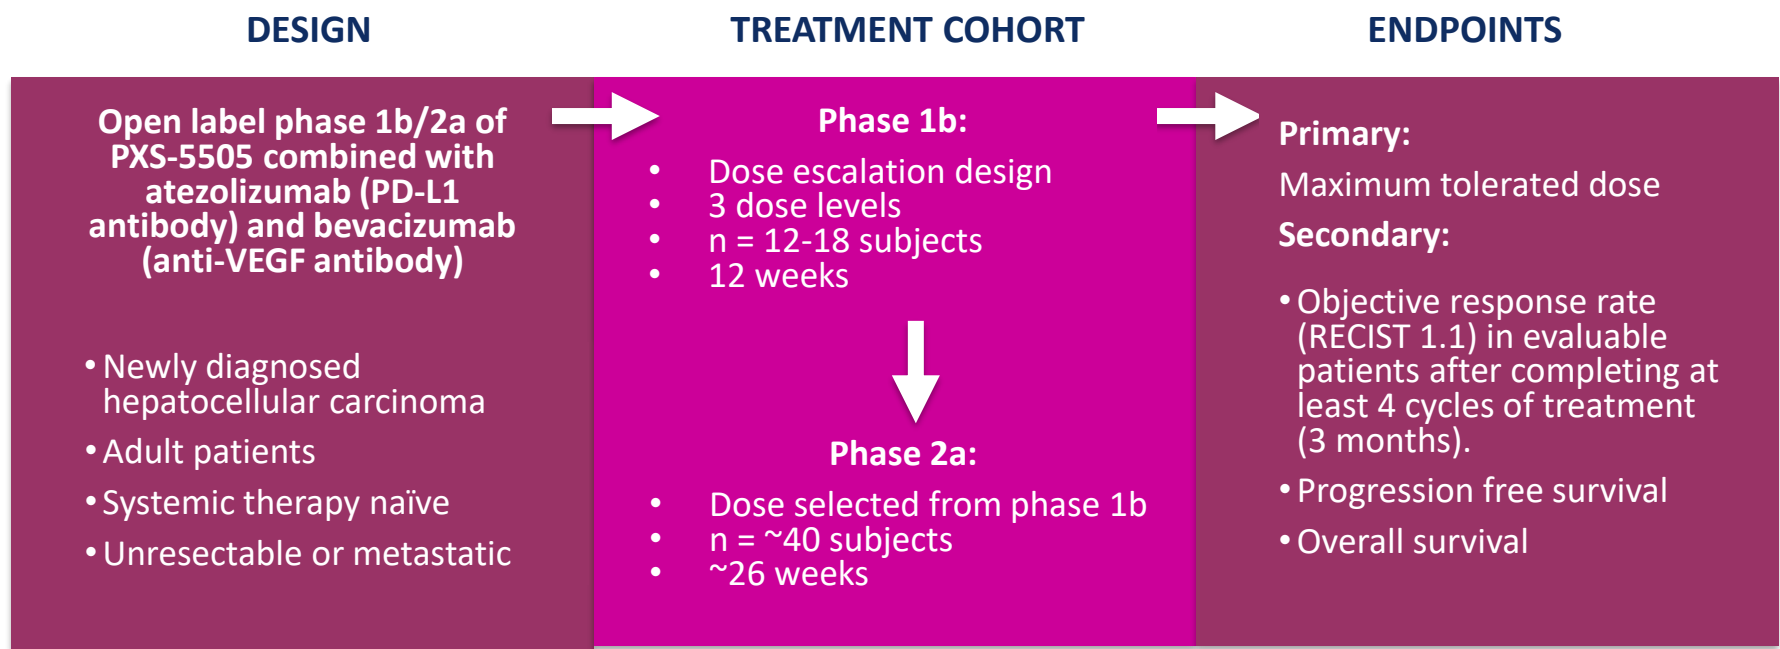 DESIGN
Open label phase 1b/2a of
PXS-5505 combined with
atezolizumab (PD-L1
antibody) and bevacizumab
(anti-VEGF antibody)
• Newly diagnosed
hepatocellular carcinoma
• Adult patients
• Systemic therapy naïve
• Unresectable or metastatic
TREATMENT COHORT
Phase 1b:
• Dose escalation design
• 3 dose levels
• n = 12-18 subjects
• 12 weeks
Phase 2a:
• Dose selected from phase 1b
• n = ~40 subjects
• ~26 weeks
ENDPOINTS
Primary:
Maximum tolerated dose
Secondary:
• Objective response rate
(RECIST 1.1) in evaluable
patients after completing at
least 4 cycles of treatment
(3 months).
• Progression free survival
• Overall survival